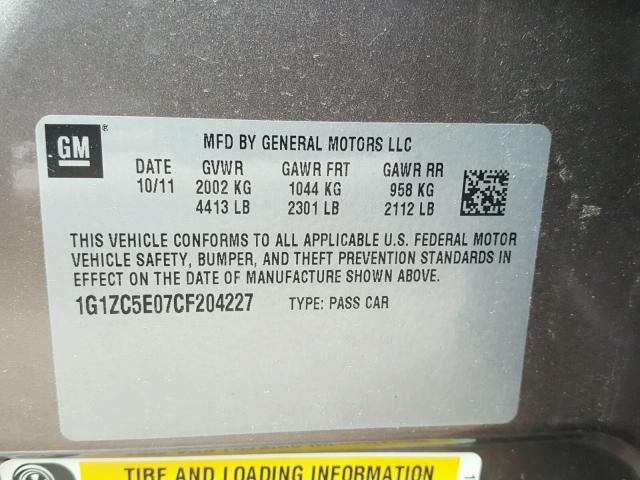 GM®
MFD BY GENERAL MOTORS LLC
DATE GVWR GAWR FRT GAWR RR
10/11 2002 KG 1044 KG 958 KG
4413 LB 2301 LB 2112 LB
THIS VEHICLE CONFORMS TO ALL APPLICABLE U.S. FEDERAL MOTOR
VEHICLE SAFETY, BUMPER, AND THEFT PREVENTION STANDARDS IN
EFFECT ON THE DATE OF MANUFACTURE SHOWN ABOVE.
1G1ZC5E07CF204227 TYPE: PASS CAR
TIRE AND LOADING INFORMATION